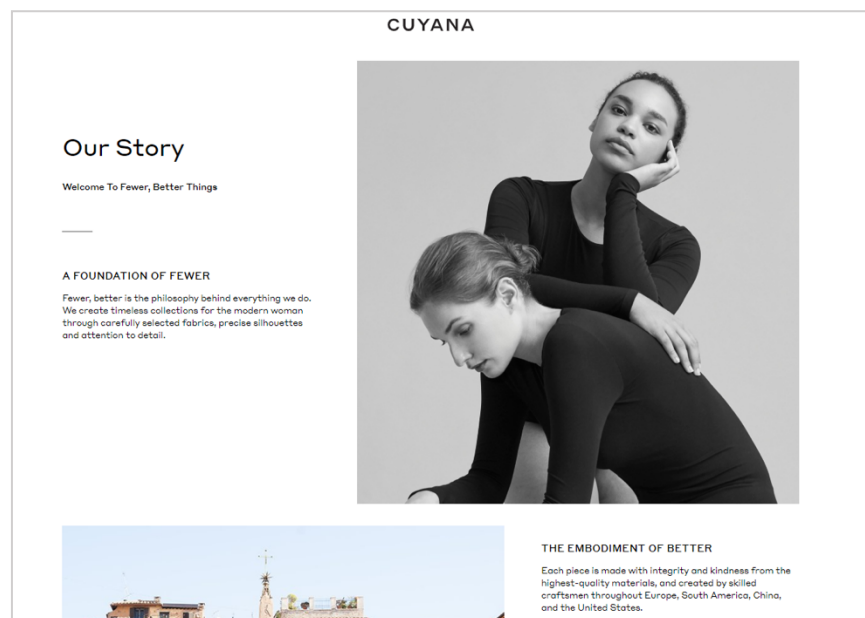 CUYANA
Our Story
Welcome To Fewer, Better Things
A FOUNDATION OF FEWER
Fewer, better is the philosophy behind everything we do.
We create timeless collections for the modern woman
through carefully selected fabrics, precise silhouettes
and attention to detail.
THE EMBODIMENT OF BETTER
Each piece is made with integrity and kindness from the
highest-quality materials, and created by skilled
craftsmen throughout Europe, South America, China,
and the United States.